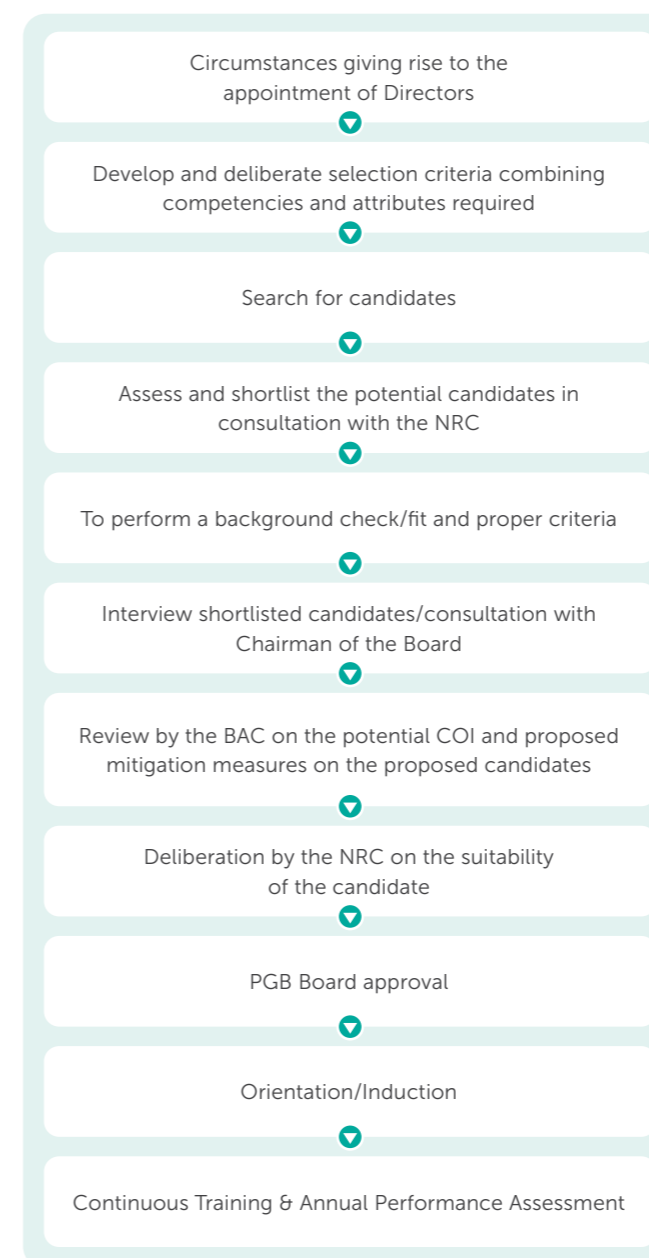 Circumstances giving rise to the
appointment of Directors
Develop and deliberate selection criteria combining
competencies and attributes required
Search for candidates
Assess and shortlist the potential candidates in
consultation with the NRC
To perform a background check/fit and proper criteria
Interview shortlisted candidates/consultation with
Chairman of the Board
Review by the BAC on the potential COI and proposed
mitigation measures on the proposed candidates
Deliberation by the NRC on the suitability
of the candidate
PGB Board approval
Orientation/Induction
Continuous Training & Annual Performance Assessment